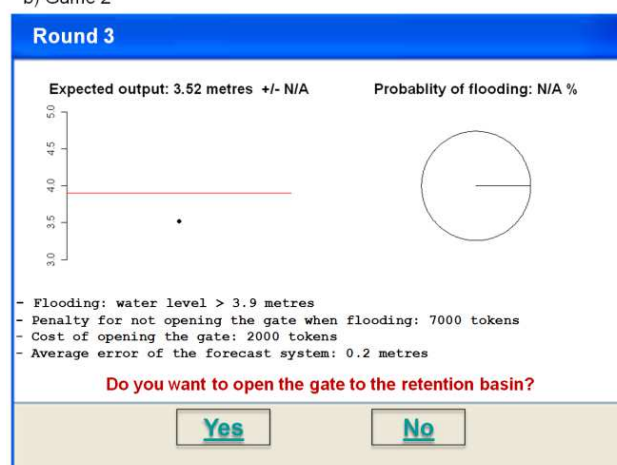 b) Game 2
Round 3
Expected output: 3.52 metres +/- N/A
Probablity of flooding: N/A %
5.0
4.5
4.0
3.5
3.0
- Flooding: water level > 3.9 metres
- Penalty for not opening the gate when flooding: 7000 tokens
- Cost of opening the gate: 2000 tokens
- Average error of the forecast system: 0.2 metres
Do you want to open the gate to the retention basin?
Yes
No